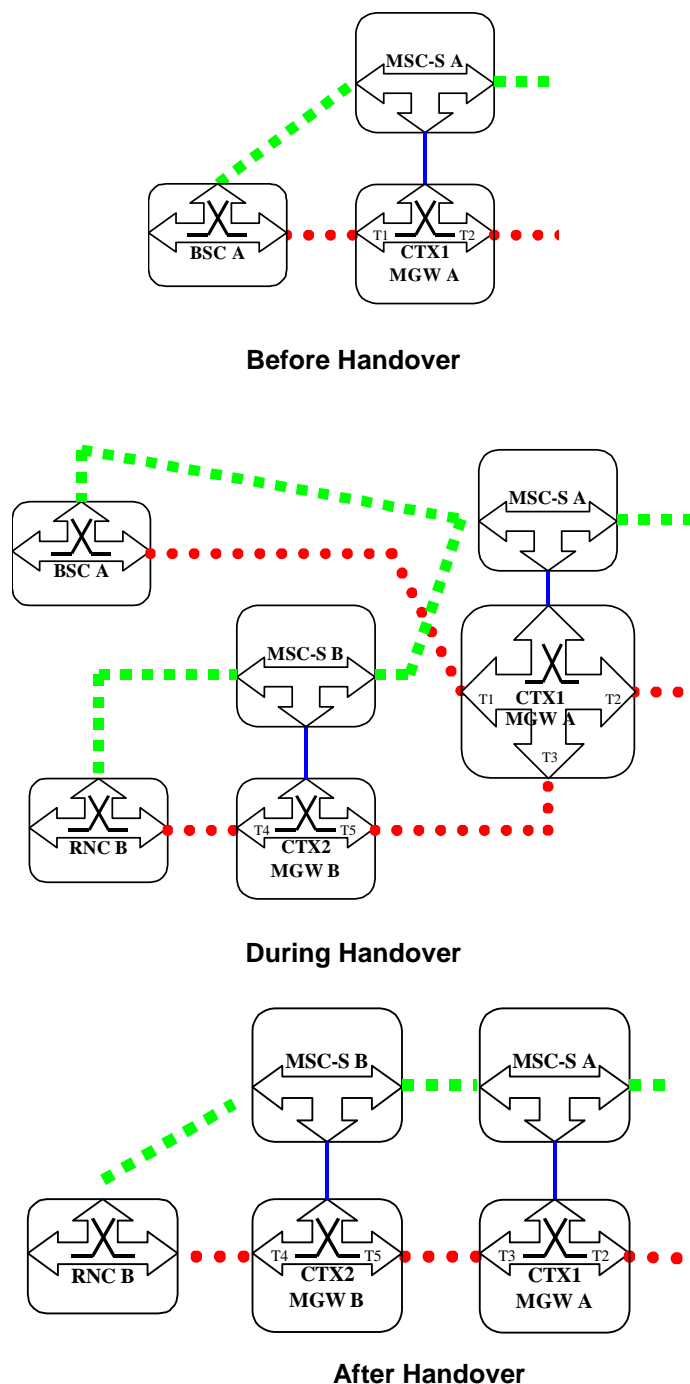 MSC-S A
BSC A
T1
CTX1
T2
MGW A
Before Handover
MSC-S A
BSC A
MSC-S B
T1
CTX1
T2
MGW A
T3
RNC B
T4
CTX2
T5
MGW B
During Handover
MSC-S B
MSC-S A
RNC B
T4
CTX2
T5
MGW B
T3
CTX1
T2
MGW A
After Handover